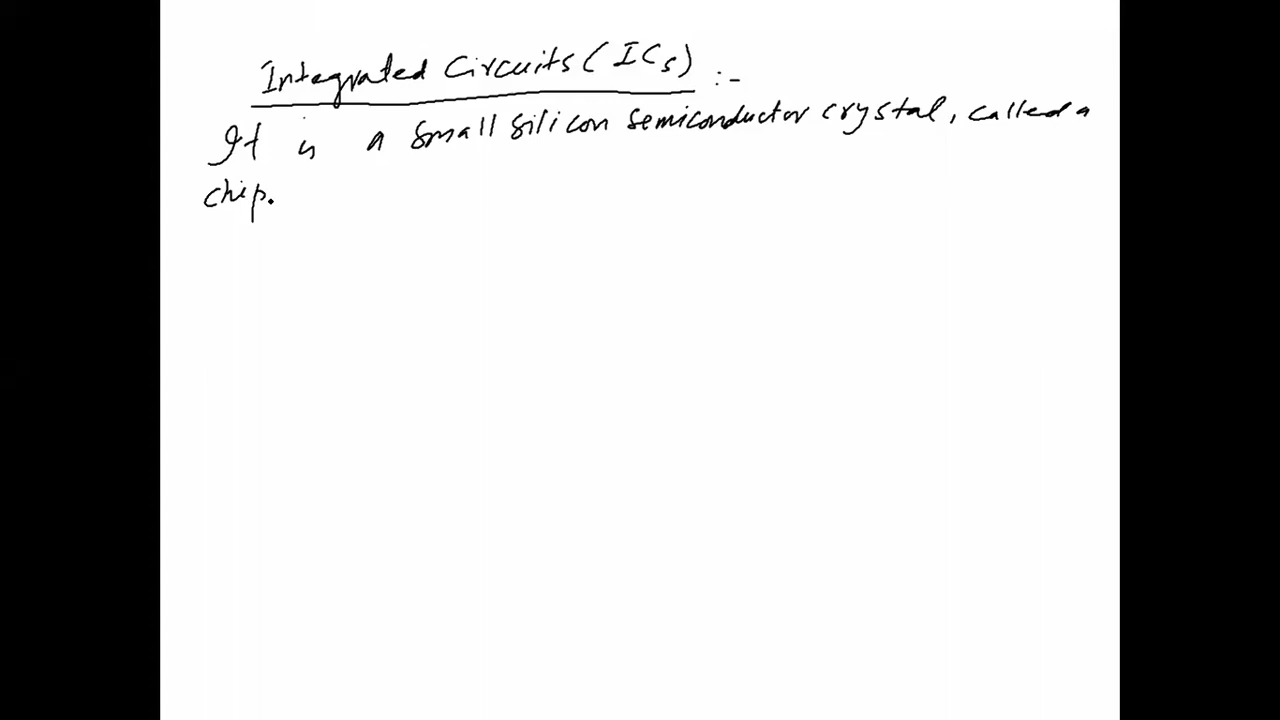 Integrated Circuits (ICs) :-
It is a small silicon semiconductor crystal, called a
chip.